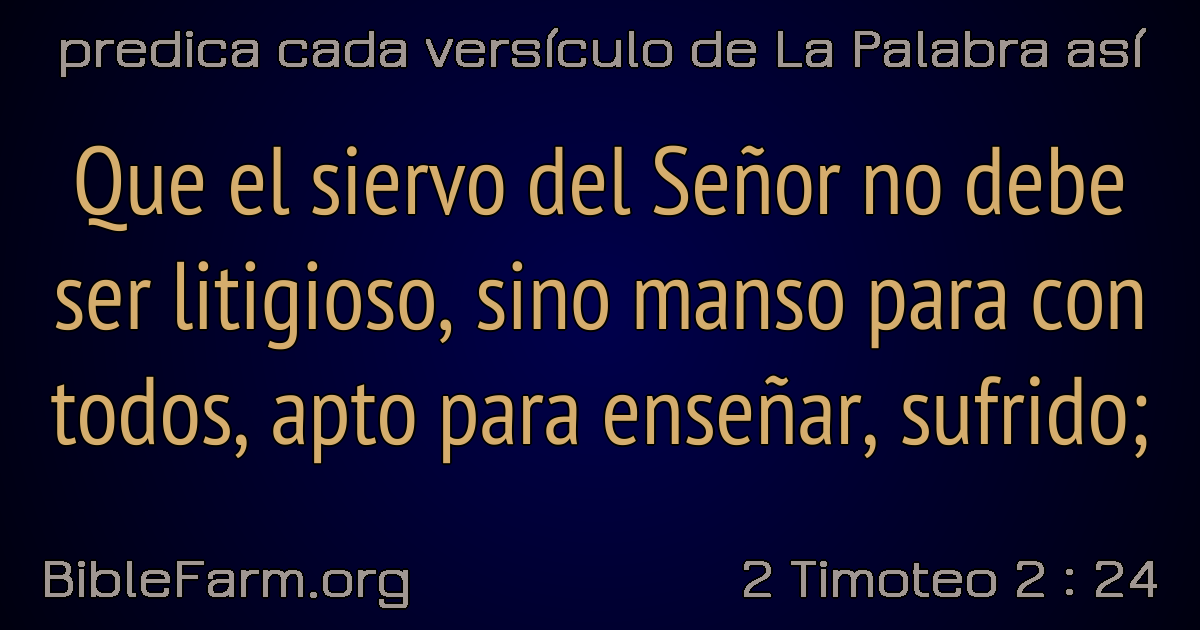 predica cada versículo de La Palabra así
Que el siervo del Señor no debe
ser litigioso, sino manso para con
todos, apto para enseñar, sufrido;
BibleFarm.org
2 Timoteo 2 : 24